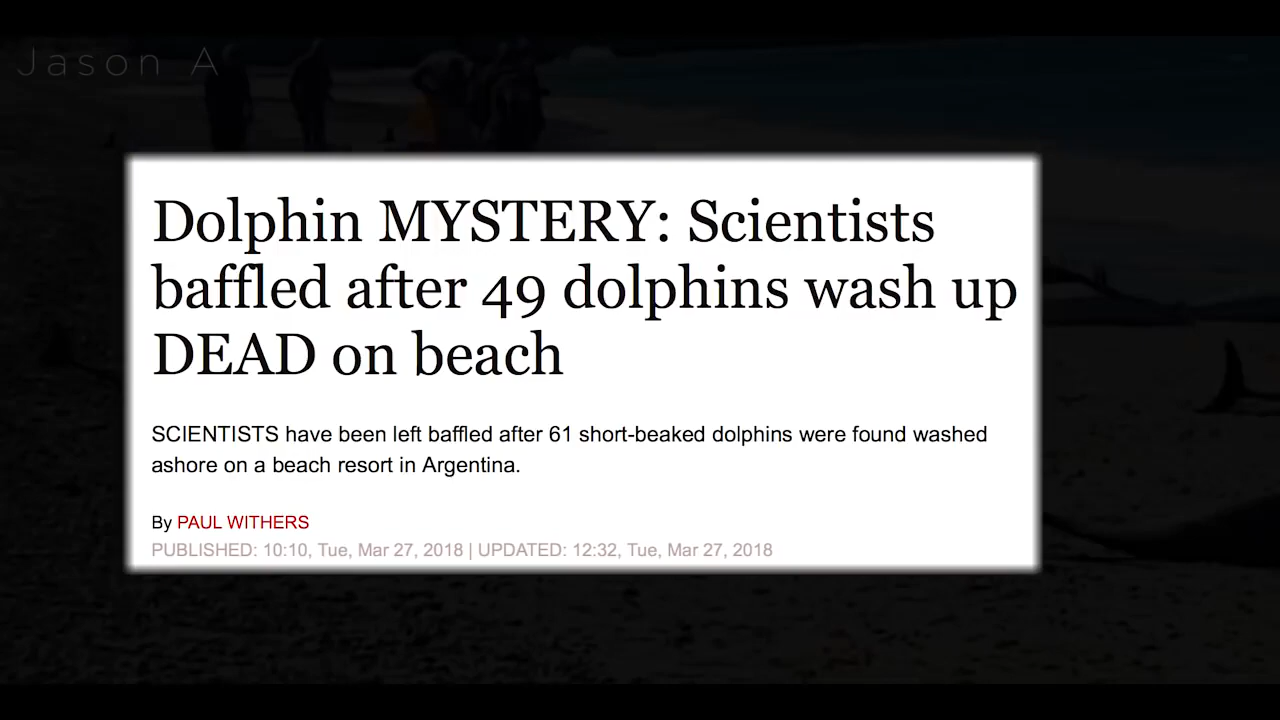 Jason A
Dolphin MYSTERY: Scientists
baffled after 49 dolphins wash up
DEAD on beach
SCIENTISTS have been left baffled after 61 short-beaked dolphins were found washed
ashore on a beach resort in Argentina.
By PAUL WITHERS
PUBLISHED: 10:10, Tue, Mar 27, 2018 | UPDATED: 12:32, Tue, Mar 27, 2018